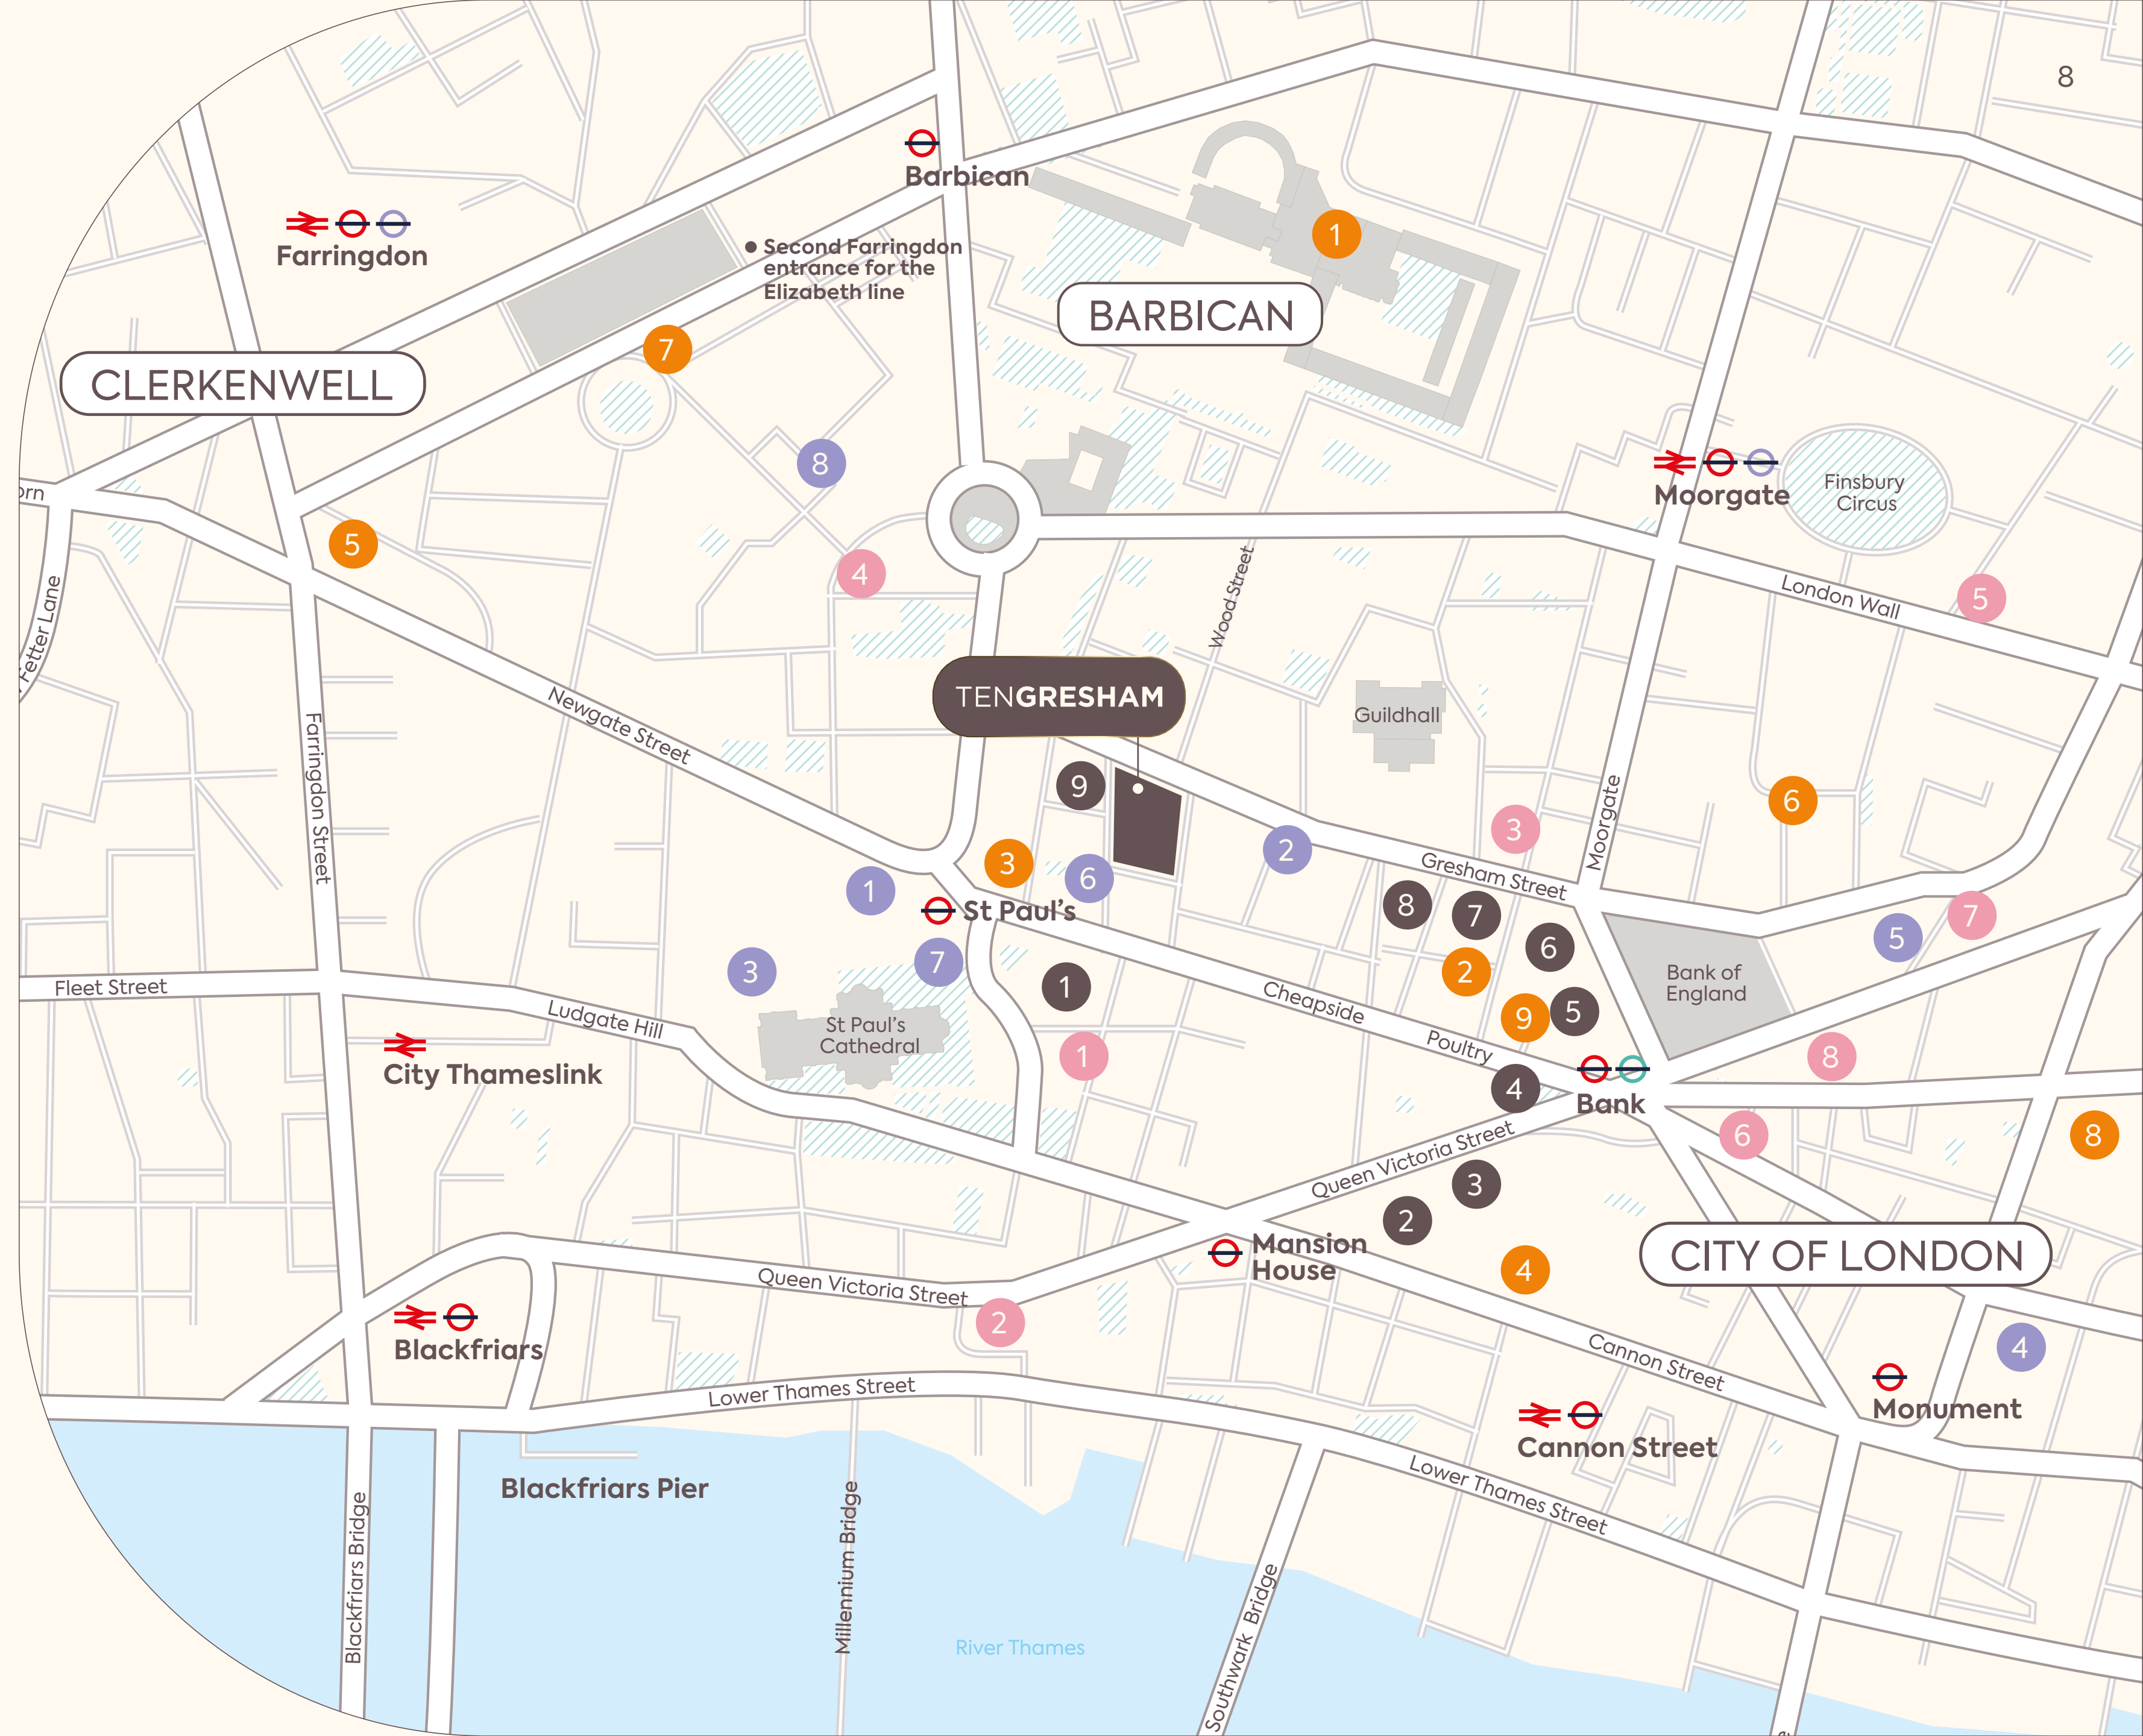 8
Barbican
Farringdon
Second Farringdon
entrance for the
Elizabeth line
1
BARBICAN
7
CLERKENWELL
8
Moorgate
Finsbury
Circus
orn
5
4
Wood Street
London Wall
5
Fetter Lane
TENGRESHAM
Newgate Street
Guildhall
Farringdon Street
9
6
Moorgate
3
2
3
6
1
Gresham Street
8
7
St Paul's
7
5
6
7
3
2
Bank of
England
Fleet Street
1
Cheapside
9
5
Ludgate Hill
St Paul's
Cathedral
City Thameslink
1
Poultry
8
4
Bank
6
8
Queen Victoria Street
3
2
Mansion
House
CITY OF LONDON
4
Queen Victoria Street
2
Blackfriars
4
Cannon Street
Lower Thames Street
Monument
Cannon Street
Blackfriars Pier
Lower Thames Street
Blackfriars Bridge
Millennium Bridge
River Thames
Southwark Bridge